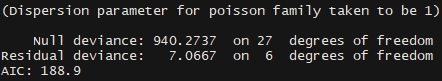 (Dispersion parameter for poisson family taken to be 1)
Null deviance: 940.2737 on 27 degrees of freedom
Residual deviance: 7.0667 on 6 degrees of freedom
AIC: 188.9